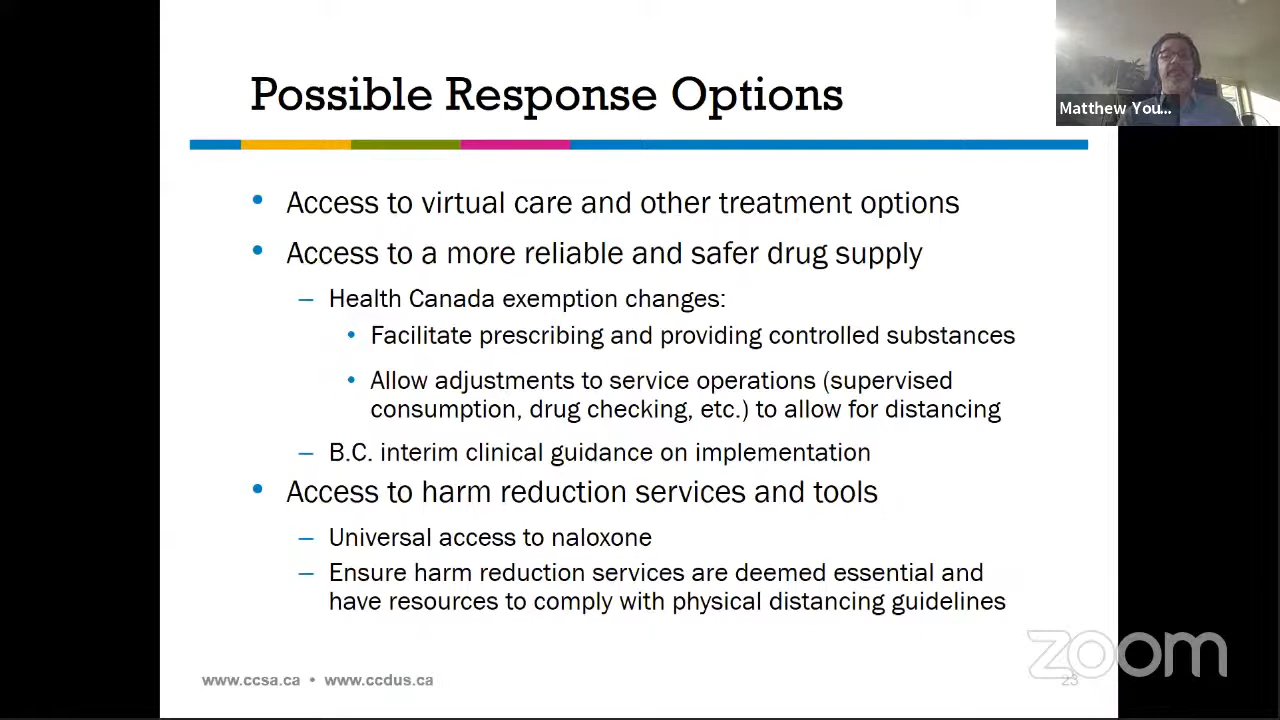 Possible Response Options
Matthew You...
• Access to virtual care and other treatment options
• Access to a more reliable and safer drug supply
– Health Canada exemption changes:
• Facilitate prescribing and providing controlled substances
• Allow adjustments to service operations (supervised
consumption, drug checking, etc.) to allow for distancing
– B.C. interim clinical guidance on implementation
• Access to harm reduction services and tools
– Universal access to naloxone
– Ensure harm reduction services are deemed essential and
have resources to comply with physical distancing guidelines
zoom
www.ccsa.ca • www.ccdus.ca